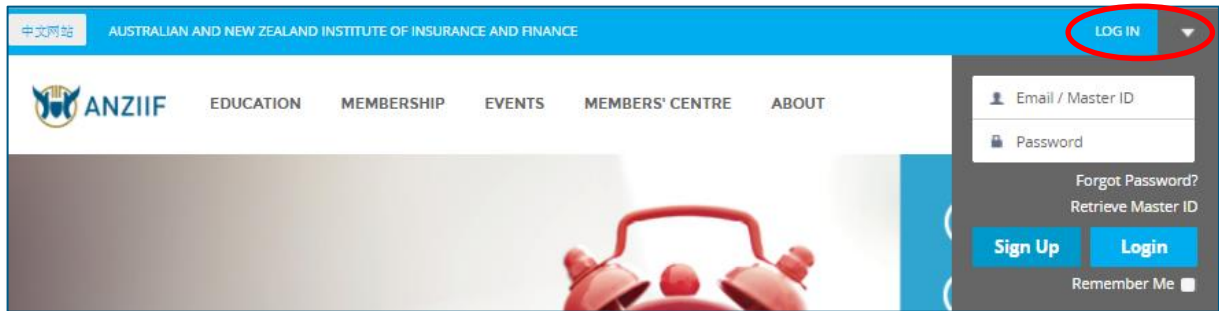 中文网站
AUSTRALIAN AND NEW ZEALAND INSTITUTE OF INSURANCE AND FINANCE
LOG IN
ANZIIF
EDUCATION
MEMBERSHIP
EVENTS
MEMBERS' CENTRE
ABOUT
Email / Master ID
Password
Forgot Password?
Retrieve Master ID
Sign Up
Login
Remember Me